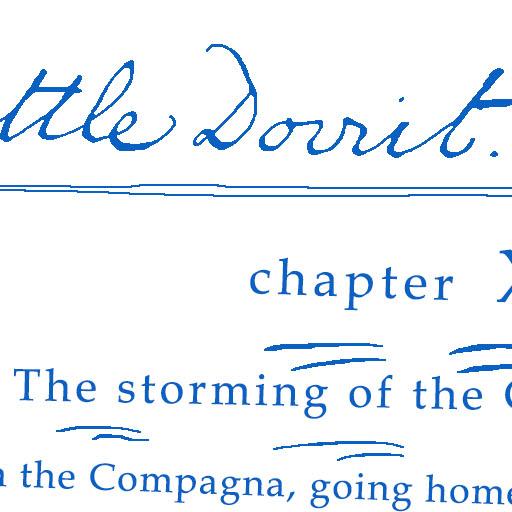 ttle Dorrit.
chapter X
The storming of the C
n the Compagna, going home